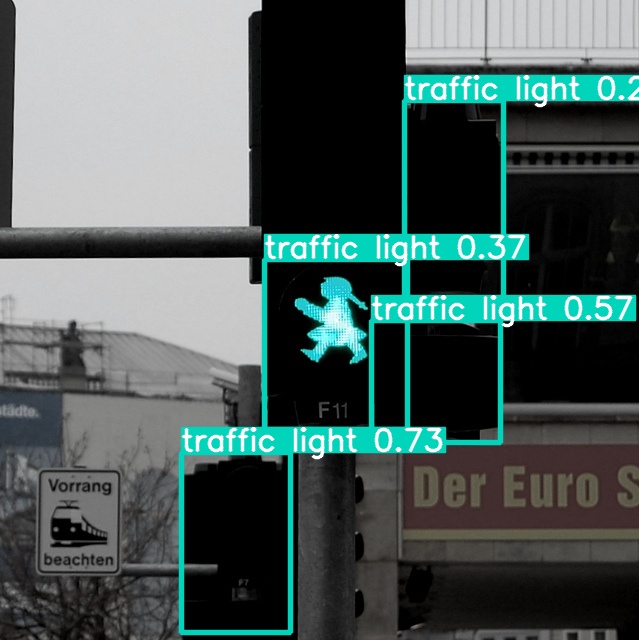 traffic light 0.2
traffic light 0.37
traffic light 0.57
F11
städte.
traffic light 0.73
Vorrang
beachten
Der Euro S
F7